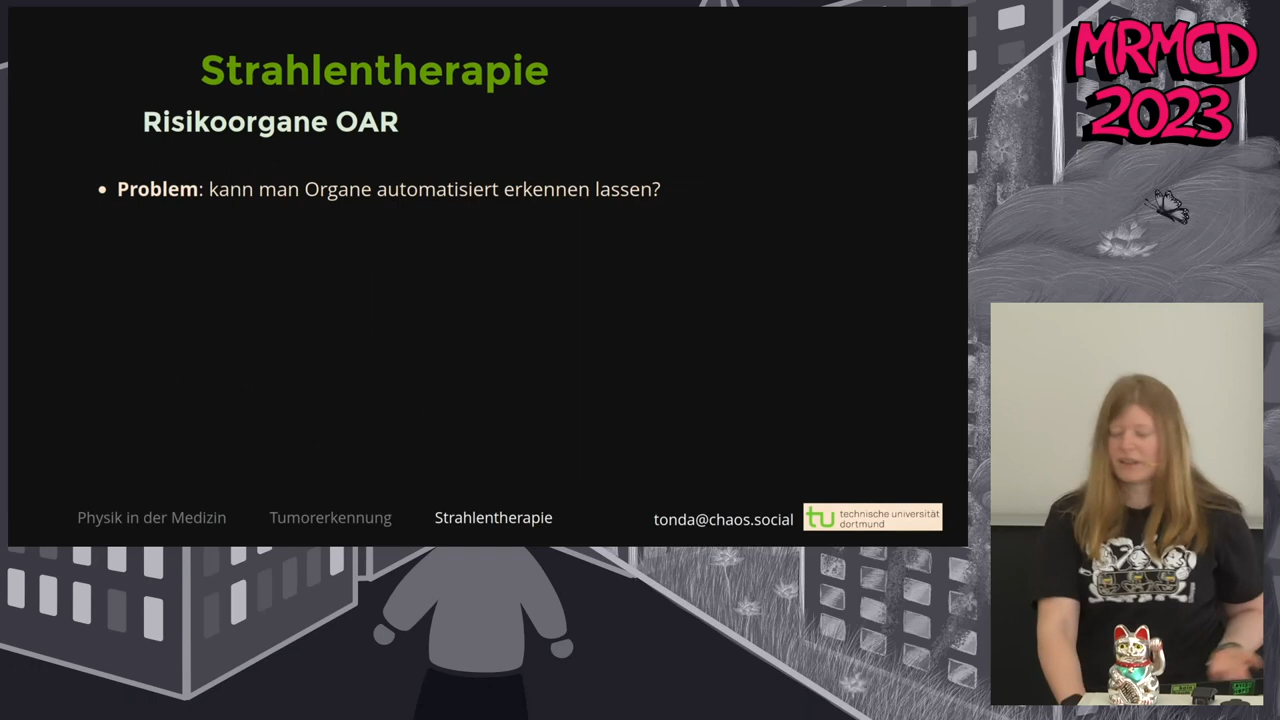 Strahlentherapie
Risikoorgane OAR
• Problem: kann man Organe automatisiert erkennen lassen?
Physik in der Medizin Tumorerkennung Strahlentherapie tonda@chaos.social
tu technische universität
dortmund
MRMCD
2023